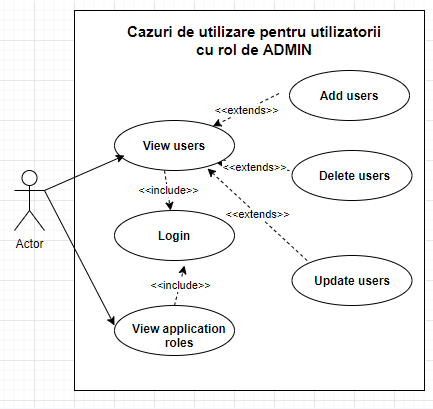 Cazuri de utilizare pentru utilizatorii
cu rol de ADMIN
Add users
<<extends>>
View users
<<extends>>
Delete users
<<include>>
<<extends>>
Actor
Login
Update users
<<include>>
View application
roles